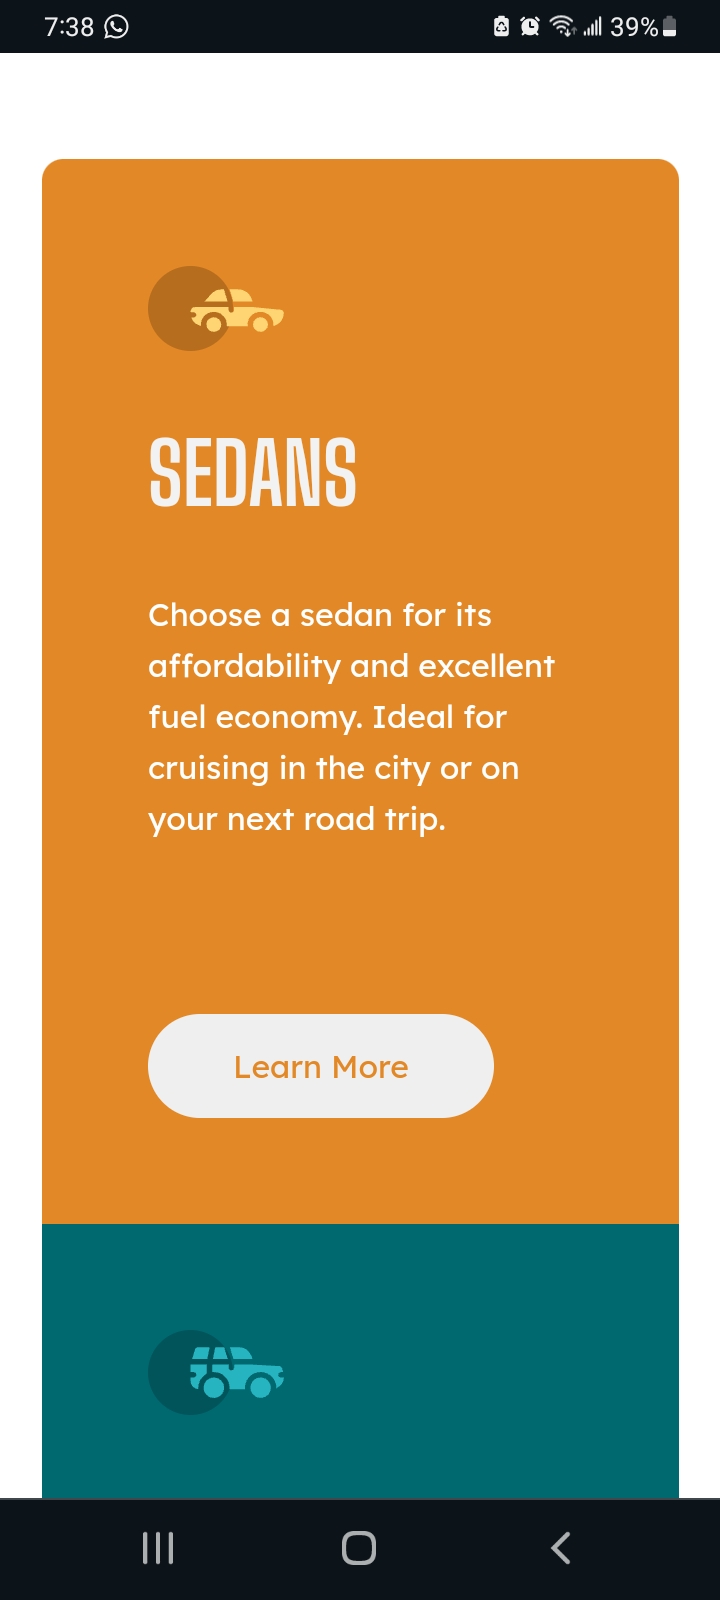 7:38
39%
SEDANS
Choose a sedan for its
affordability and excellent
fuel economy. Ideal for
cruising in the city or on
your next road trip.
Learn More